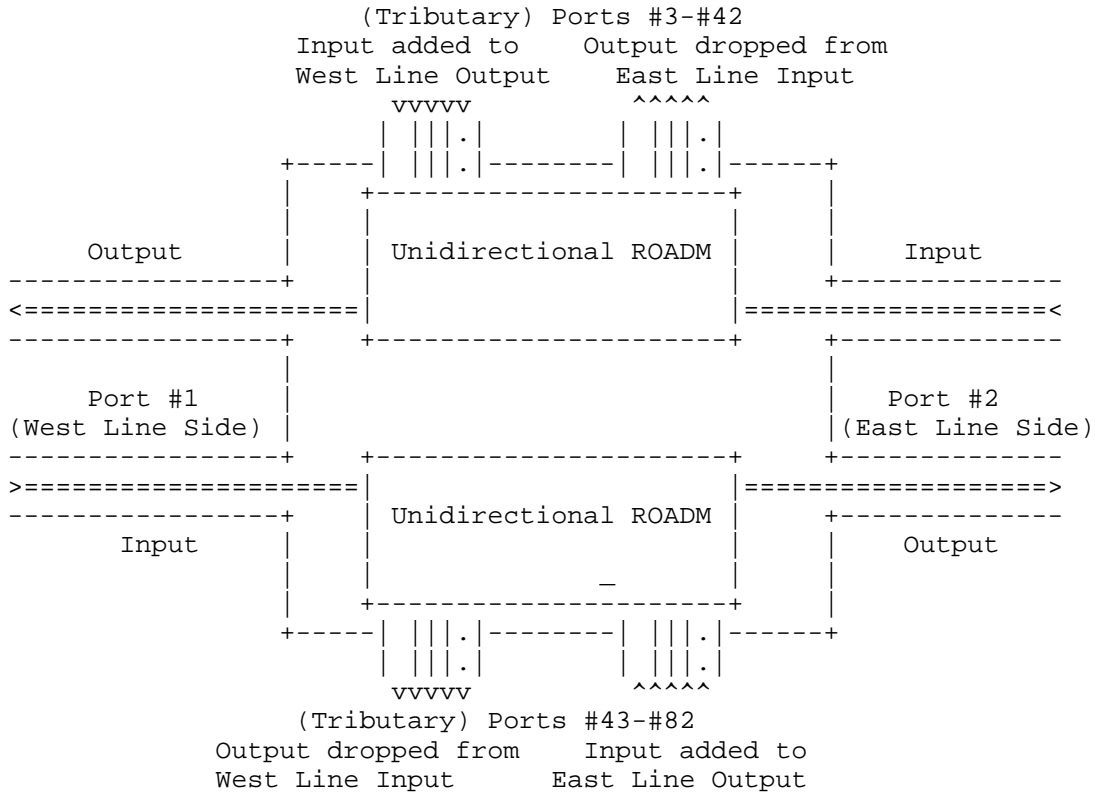 (Tributary) Ports #3-#42
Input added to    Output dropped from
West Line Output    East Line Input
vvvvv    ^^^^^
| |||.|    | |||.|
+-----| |||.|--------| |||.|------+
|    +----------------------+    |
|    |    |    |
Output    |    | Unidirectional ROADM |    |    Input
-----------------+    |    |    +--------------
<=====================|    |===================<
-----------------+    +----------------------+    +--------------
|    |
Port #1    |    |    Port #2
(West Line Side) |    |(East Line Side)
-----------------+    +----------------------+    +--------------
>=====================|    |===================>
-----------------+    | Unidirectional ROADM |    +--------------
Input    |    |    |    |    Output
|    |    _    |    |
|    +----------------------+    |
+-----| |||.|--------| |||.|------+
| |||.|    | |||.|
vvvvv    ^^^^^
(Tributary) Ports #43-#82
Output dropped from    Input added to
West Line Input    East Line Output